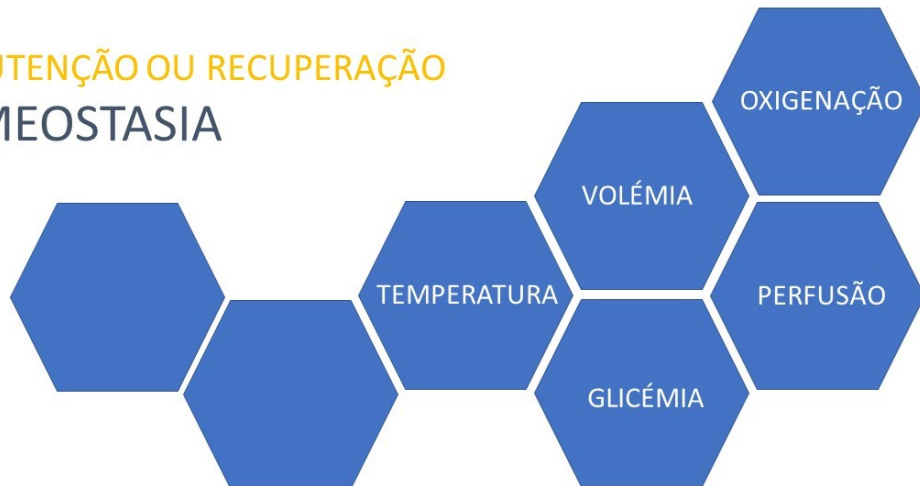 UTENÇÃO OU RECUPERAÇÃO
MEOSTASIA
OXIGENAÇÃO
VOLÉMIA
TEMPERATURA
PERFUSÃO
GLICÉMIA